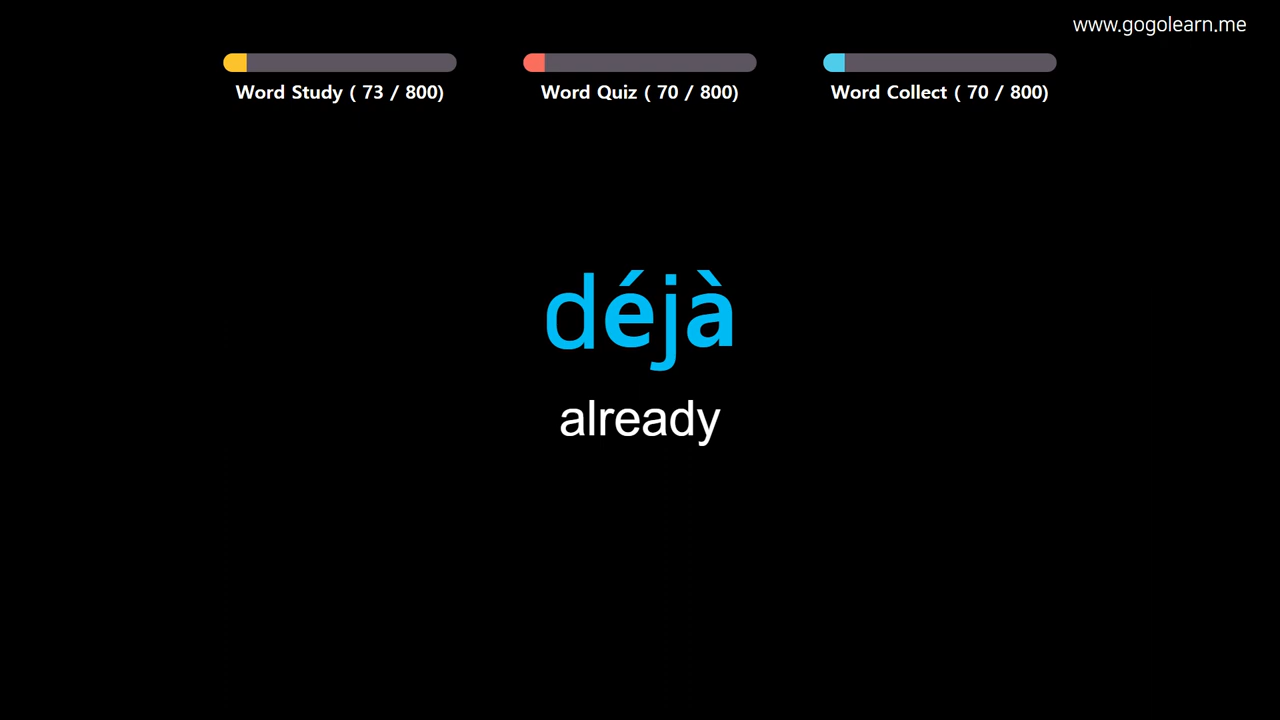 www.gogolearn.me
Word Study ( 73 / 800)
Word Quiz ( 70 / 800)
Word Collect ( 70 / 800)
déjà
already